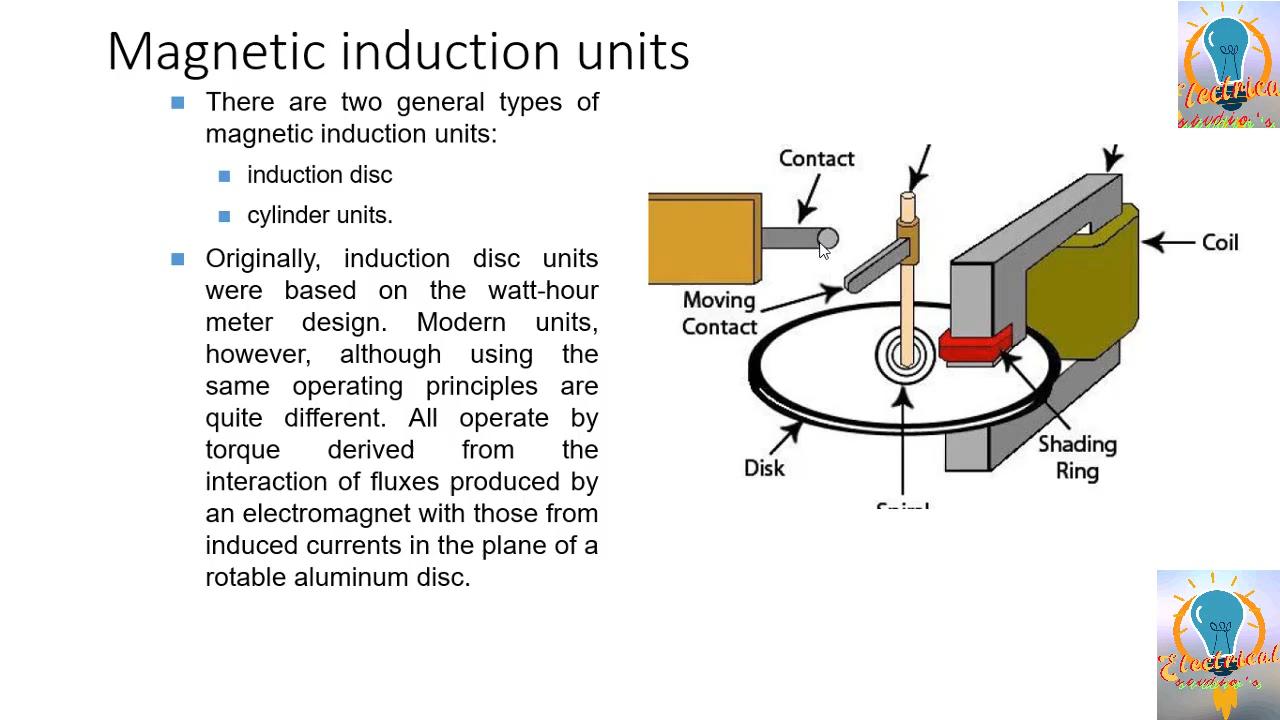 Magnetic induction units
There are two general types of
magnetic induction units:
induction disc
cylinder units.
Originally, induction disc units
were based on the watt-hour
meter design. Modern units,
however, although using the
same operating principles are
quite different. All operate by
torque derived from the
interaction of fluxes produced by
an electromagnet with those from
induced currents in the plane of a
rotable aluminum disc.
Contact
Coil
Moving
Contact
Shading
Ring
Disk
Spiral
Electrical
studio's
Electrical
studio's